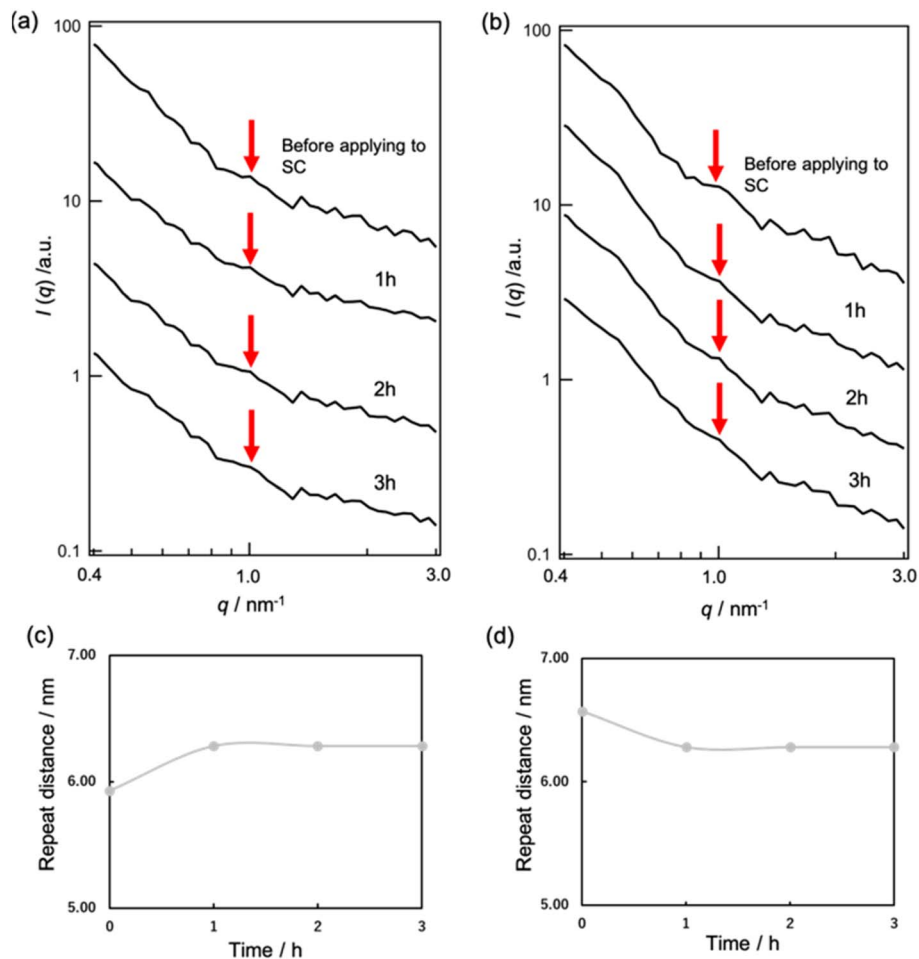 (a)
100
10
1
0.1
I (q) /a.u.
Before applying to
SC
1h
2h
3h
0.4
1.0
3.0
q / nm-1
(b)
100
10
1
0.1
I (q) /a.u.
Before applying to
SC
1h
2h
3h
0.4
1.0
3.0
q / nm-1
(c)
7.00
6.00
5.00
Repeat distance / nm
0
1
2
3
Time / h
(d)
7.00
6.00
5.00
Repeat distance / nm
0
1
2
3
Time / h